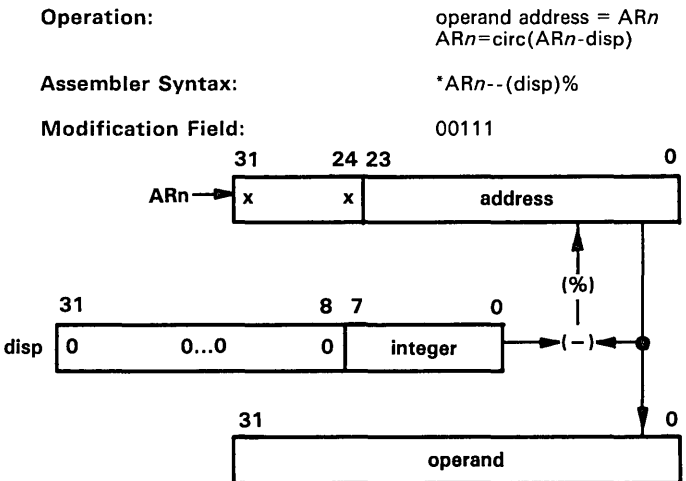 Operation: operand address = ARn
ARn=circ(ARn-disp)
Assembler Syntax: *ARn--(disp)%
Modification Field: 00111
31 24 23 0
ARn x x address
(%)
31 8 7 0
disp 0 0...0 0 integer (−)
31 0
operand